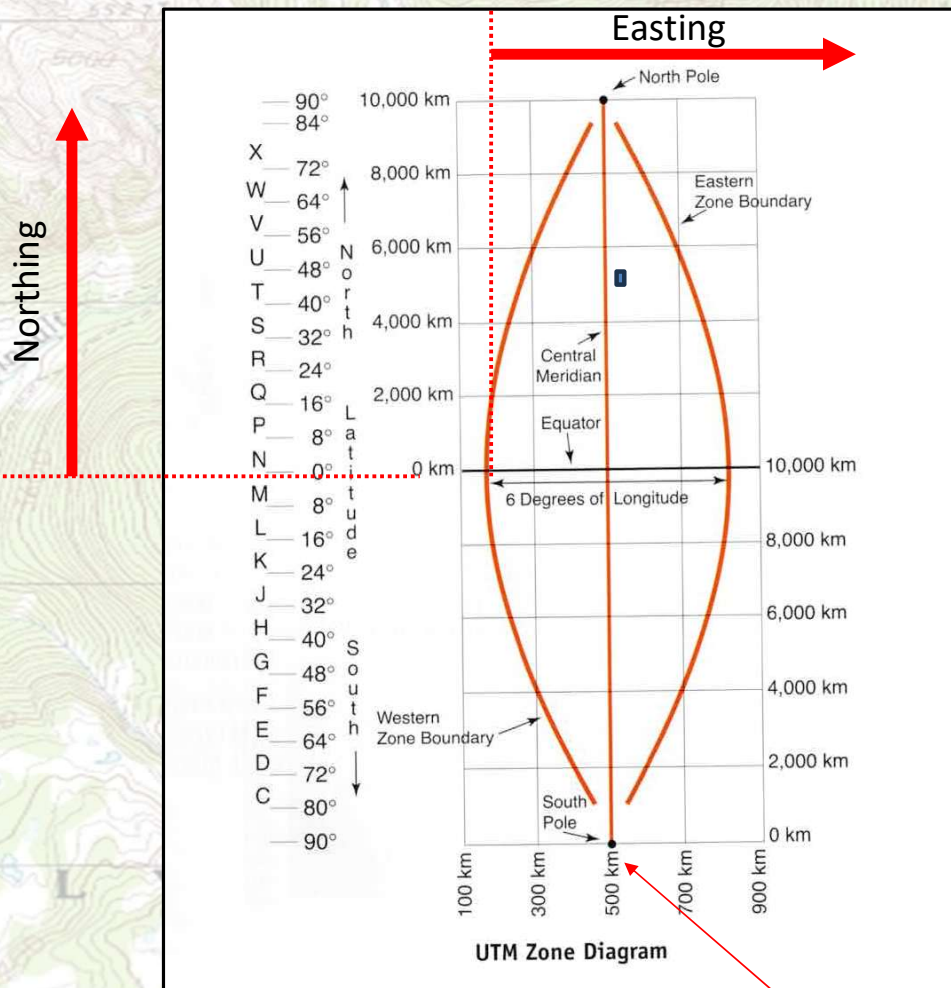 Easting
Northing
North Pole
90°
10,000 km
84°
X
72°
8,000 km
W
64°
Eastern
Zone Boundary
V
56°
6,000 km
U
48°
North
T
40°
4,000 km
S
32°
Central
Meridian
R
24°
2,000 km
Q
16°
Latitude
P
8°
Equator
N
0°
0 km
10,000 km
6 Degrees of Longitude
M
8°
L
16°
8,000 km
K
24°
J
32°
6,000 km
H
40°
South
G
48°
4,000 km
F
56°
Western
Zone Boundary
E
64°
2,000 km
D
72°
C
80°
South
Pole
90°
0 km
100 km
300 km
500 km
700 km
900 km
UTM Zone Diagram
L